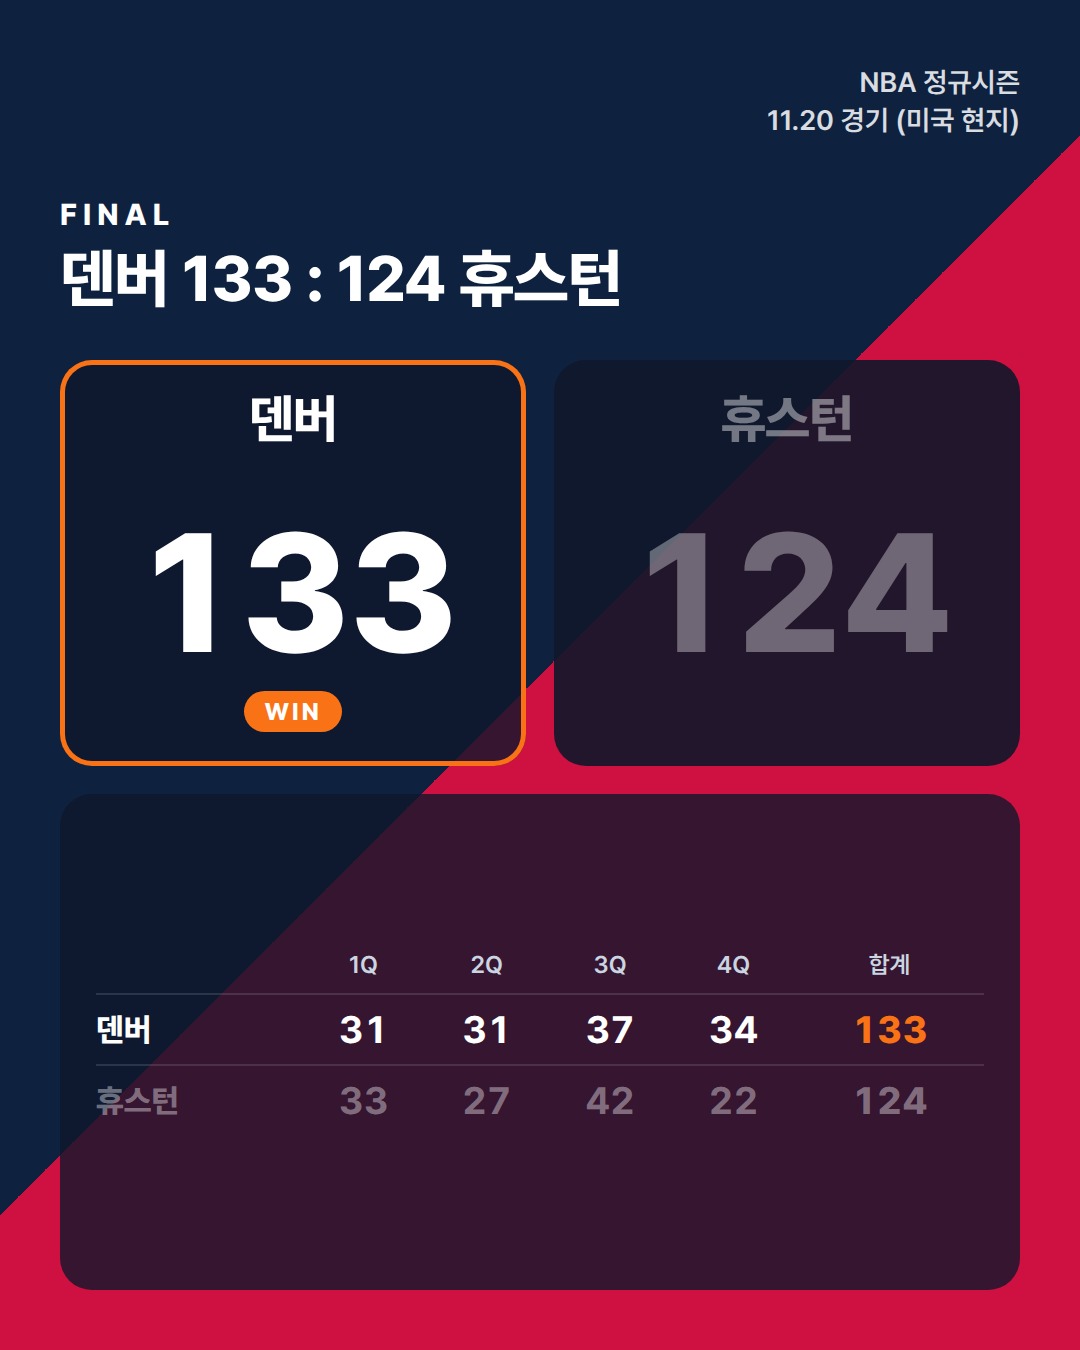 NBA 정규시즌
11.20 경기 (미국 현지)
FINAL
덴버 133 : 124 휴스턴
덴버
133
WIN
휴스턴
124
1Q 2Q 3Q 4Q 합계
덴버 31 31 37 34 133
휴스턴 33 27 42 22 124